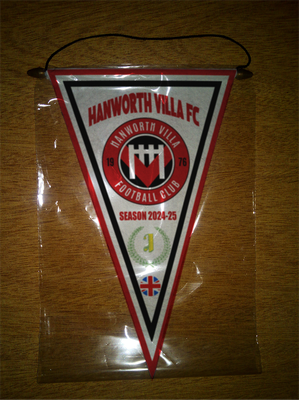 HANWORTH VILLA FC
HANWORTH VILLA
19 76
FOOTBALL CLUB
SEASON 2024-25